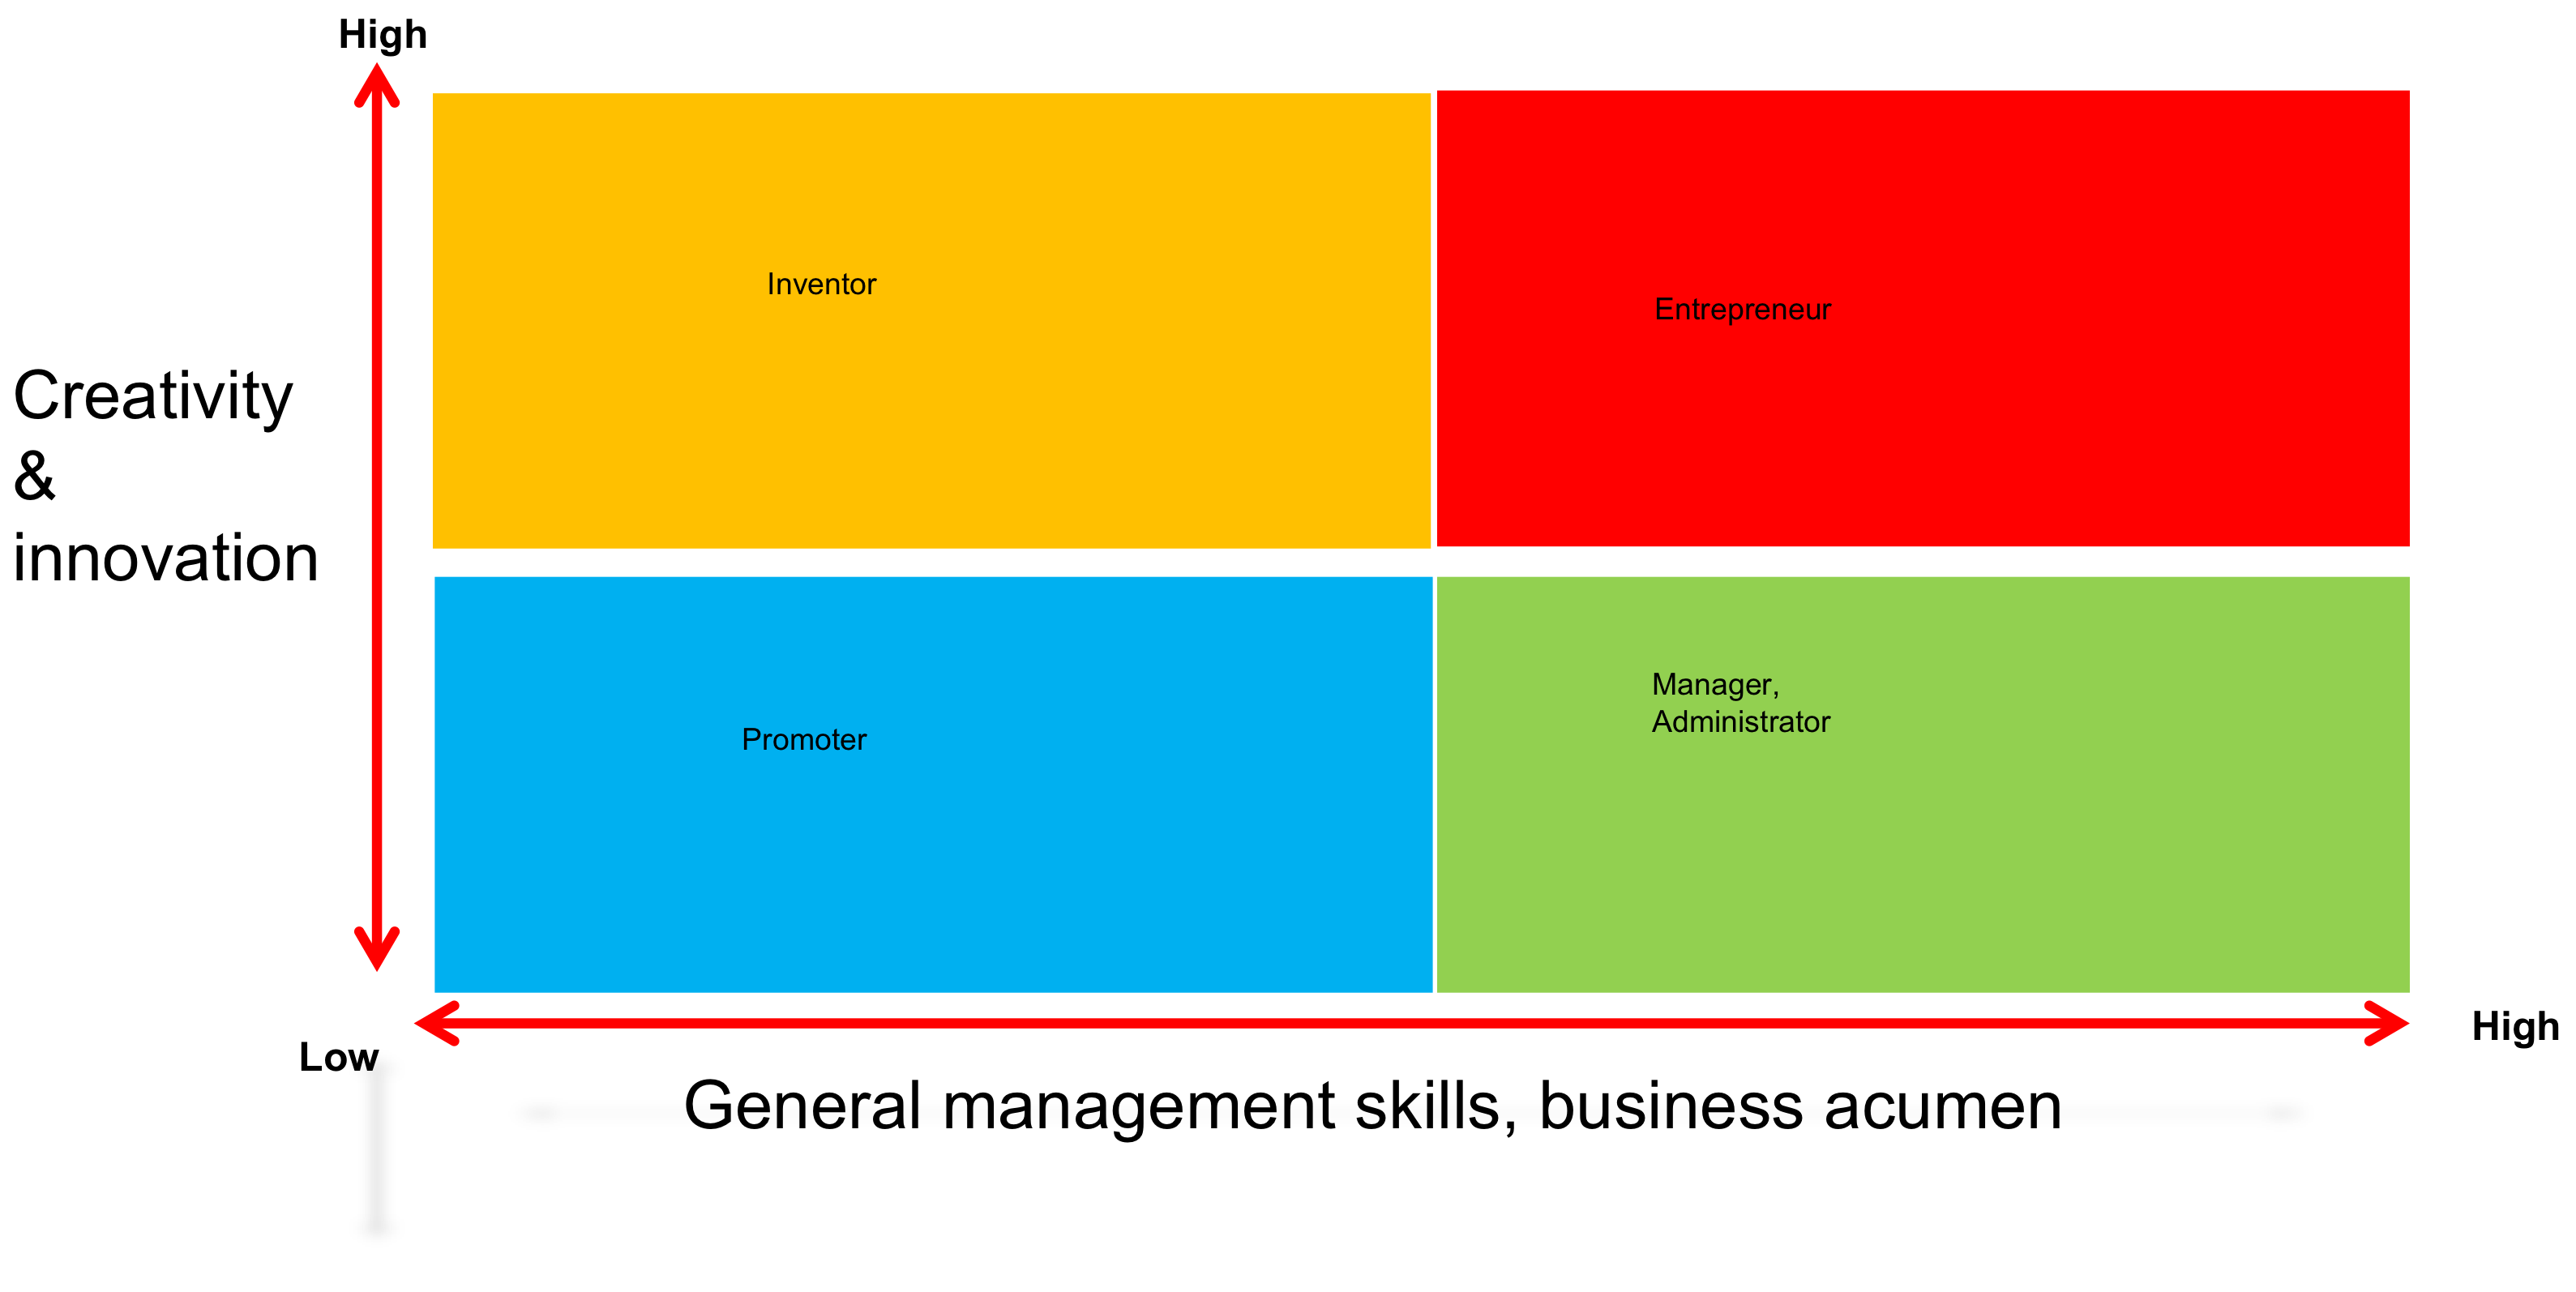 High
Inventor
Entrepreneur
Creativity
&
innovation
Manager,
Administrator
Promoter
High
Low
General management skills, business acumen